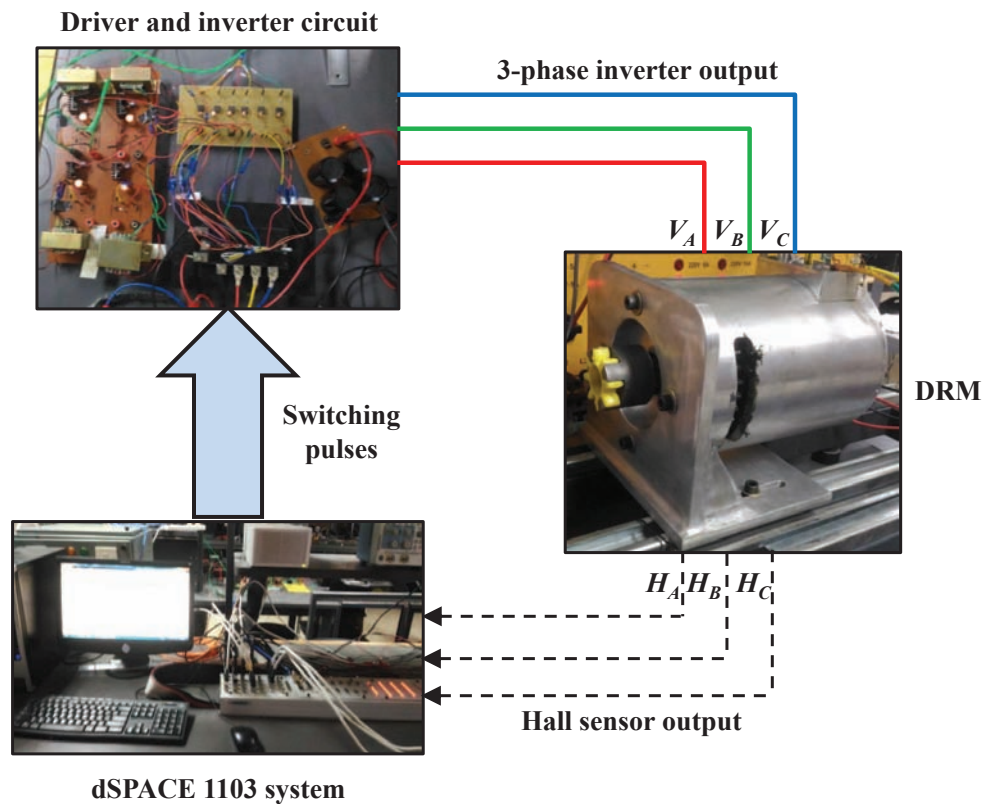 Driver and inverter circuit
3-phase inverter output
V_A V_B V_C
DRM
Switching
pulses
H_A H_B H_C
Hall sensor output
dSPACE 1103 system